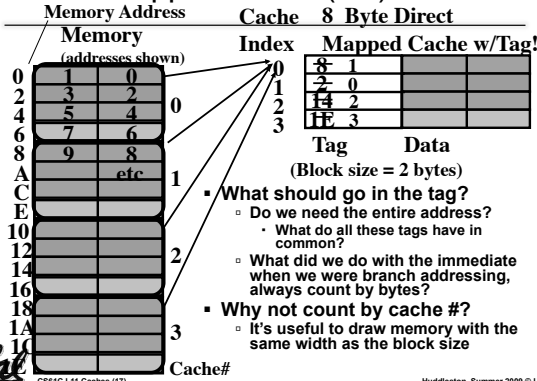 Memory Address
Memory
(addresses shown)
0 1 0
2 3 2
4 5 4
6 7 6
8 9 8
A etc
C
E
10
12
14
16
18
1A
1C
E
0
1
2
3
Cache#
Cache
Index
8 Byte Direct
Mapped Cache w/Tag!
0 8 1
1 2 0
2 14 2
3 1E 3
Tag Data
(Block size = 2 bytes)
▪ What should go in the tag?
▫ Do we need the entire address?
· What do all these tags have in
common?
▫ What did we do with the immediate
when we were branch addressing,
always count by bytes?
▪ Why not count by cache #?
▫ It's useful to draw memory with the
same width as the block size
CS61C L11 Caches (17)
Huddleston, Summer 2009 ©